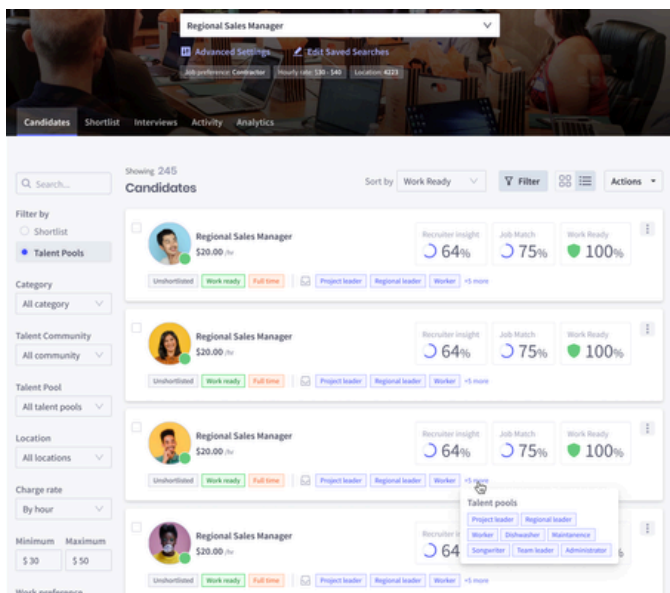 Regional Sales Manager
Advanced Settings Edit Saved Searches
Job preference: Contractor Hourly rate: $30 - $40 Location: 4223
Candidates Shortlist Interviews Activity Analytics
Showing 245
Candidates
Sort by Work Ready Filter Actions
Search...
Filter by
Shortlist
Talent Pools
Category
All category
Talent Community
All community
Talent Pool
All talent pools
Location
All locations
Charge rate
By hour
Minimum Maximum
$ 30 $ 50
Work preference
Regional Sales Manager
$20.00 /hr
Recruiter insight Job Match Work Ready
64% 75% 100%
Unshortlisted Work ready Full time Project leader Regional leader Worker +5 more
Regional Sales Manager
$20.00 /hr
Recruiter insight Job Match Work Ready
64% 75% 100%
Unshortlisted Work ready Full time Project leader Regional leader Worker +5 more
Regional Sales Manager
$20.00 /hr
Recruiter insight Job Match Work Ready
64% 75% 100%
Unshortlisted Work ready Full time Project leader Regional leader Worker +5 more
Talent pools
Project leader Regional leader
Worker Dishwasher Maintanence
Songwriter Team leader Administrator
Regional Sales Manager
$20.00 /hr
Recruiter in
64 %
Unshortlisted Work ready Full time Project leader Regional leader Worker +5 more